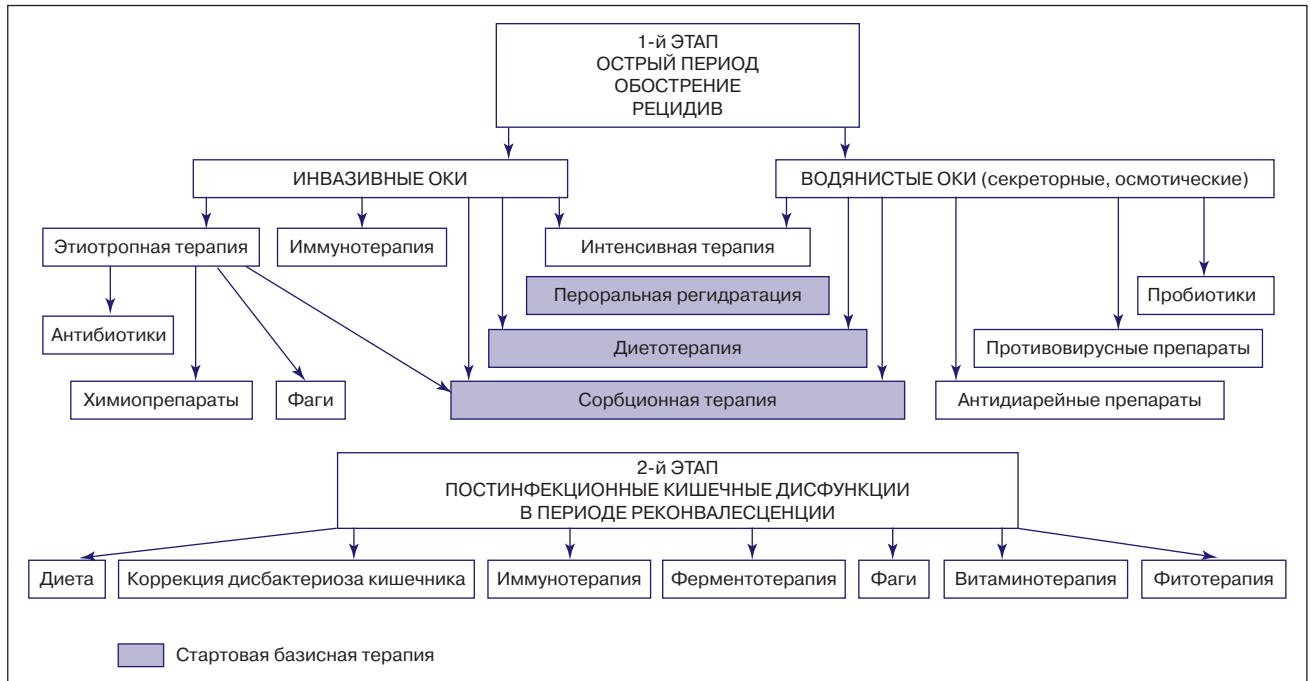 1-й ЭТАП
ОСТРЫЙ ПЕРИОД
ОБОСТРЕНИЕ
РЕЦИДИВ
ИНВАЗИВНЫЕ ОКИ
ВОДЯНИСТЫЕ ОКИ (секреторные, осмотические)
Этиотропная терапия
Иммунотерапия
Интенсивная терапия
Пероральная регидратация
Пробиотики
Антибиотики
Диетотерапия
Противовирусные препараты
Химиопрепараты
Фаги
Сорбционная терапия
Антидиарейные препараты
2-й ЭТАП
ПОСТИНФЕКЦИОННЫЕ КИШЕЧНЫЕ ДИСФУНКЦИИ
В ПЕРИОДЕ РЕКОНВАЛЕСЦЕНЦИИ
Диета
Коррекция дисбактериоза кишечника
Иммунотерапия
Ферментотерапия
Фаги
Витаминотерапия
Фитотерапия
Стартовая базисная терапия